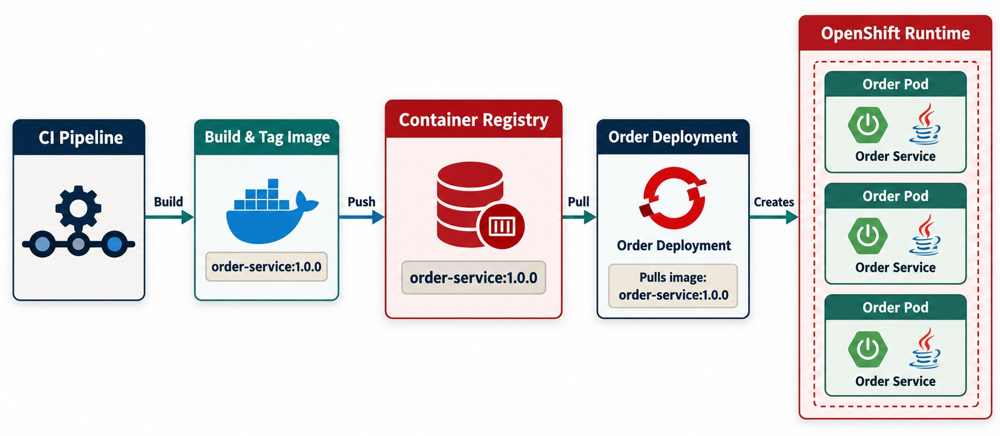 CI Pipeline
Build
Build & Tag Image
order-service:1.0.0
Push
Container Registry
order-service:1.0.0
Pull
Order Deployment
Order Deployment
Pulls image:
order-service:1.0.0
Creates
OpenShift Runtime
Order Pod
Order Service
Order Pod
Order Service
Order Pod
Order Service